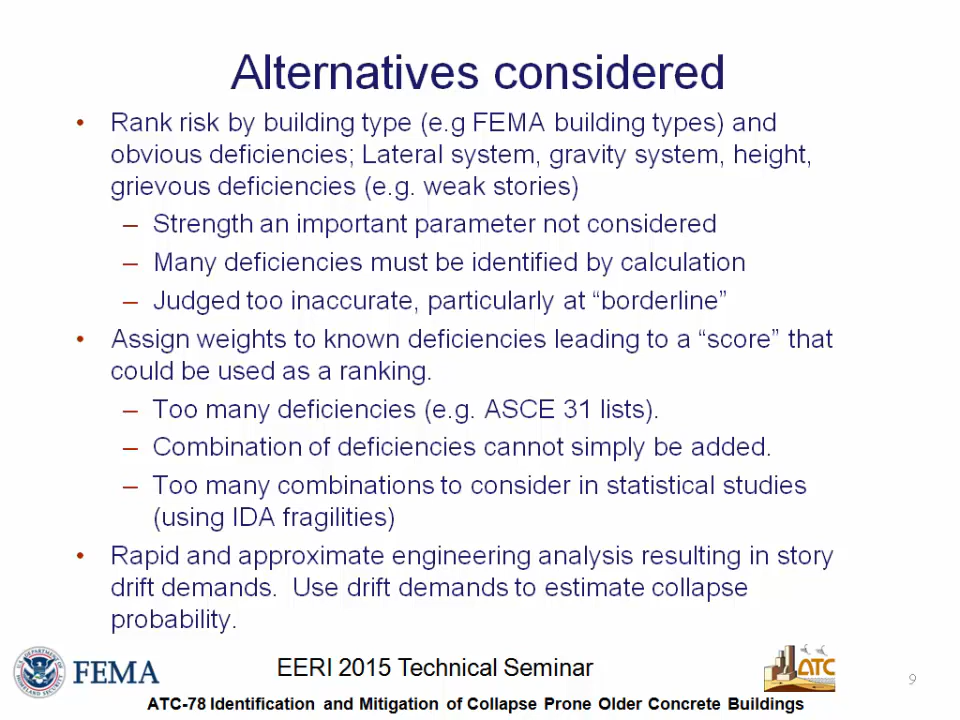 Alternatives considered
• Rank risk by building type (e.g FEMA building types) and
obvious deficiencies; Lateral system, gravity system, height,
grievous deficiencies (e.g. weak stories)
– Strength an important parameter not considered
– Many deficiencies must be identified by calculation
– Judged too inaccurate, particularly at “borderline”
• Assign weights to known deficiencies leading to a “score” that
could be used as a ranking.
– Too many deficiencies (e.g. ASCE 31 lists).
– Combination of deficiencies cannot simply be added.
– Too many combinations to consider in statistical studies
(using IDA fragilities)
• Rapid and approximate engineering analysis resulting in story
drift demands.  Use drift demands to estimate collapse
probability.
FEMA
EERI 2015 Technical Seminar
ATC
9
ATC-78 Identification and Mitigation of Collapse Prone Older Concrete Buildings